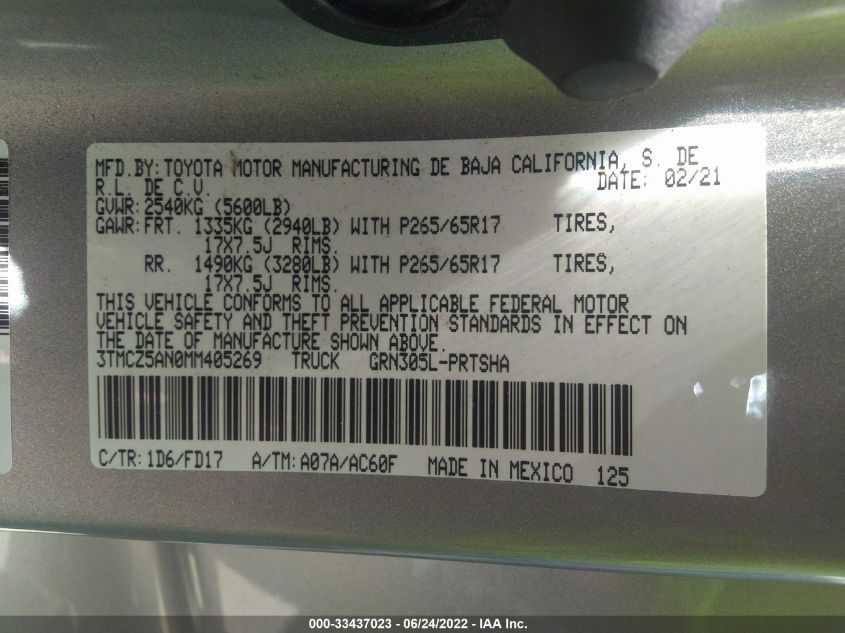 MFD.BY:TOYOTA MOTOR MANUFACTURING DE BAJA CALIFORNIA, S. DE
R.L. DE C.V. DATE: 02/21
GVWR:2540KG (5600LB)
GAWR:FRT. 1335KG (2940LB) WITH P265/65R17 TIRES,
17X7.5J RIMS.
RR. 1490KG (3280LB) WITH P265/65R17 TIRES,
17X7.5J RIMS.
THIS VEHICLE CONFORMS TO ALL APPLICABLE FEDERAL MOTOR
VEHICLE SAFETY AND THEFT PREVENTION STANDARDS IN EFFECT ON
THE DATE OF MANUFACTURE SHOWN ABOVE.
3TMCZ5AN0MM405269 TRUCK GRN305L-PRTSHA
C/TR:1D6/FD17 A/TM:A07A/AC60F MADE IN MEXICO 125
000-33437023 - 06/24/2022 - IAA Inc.